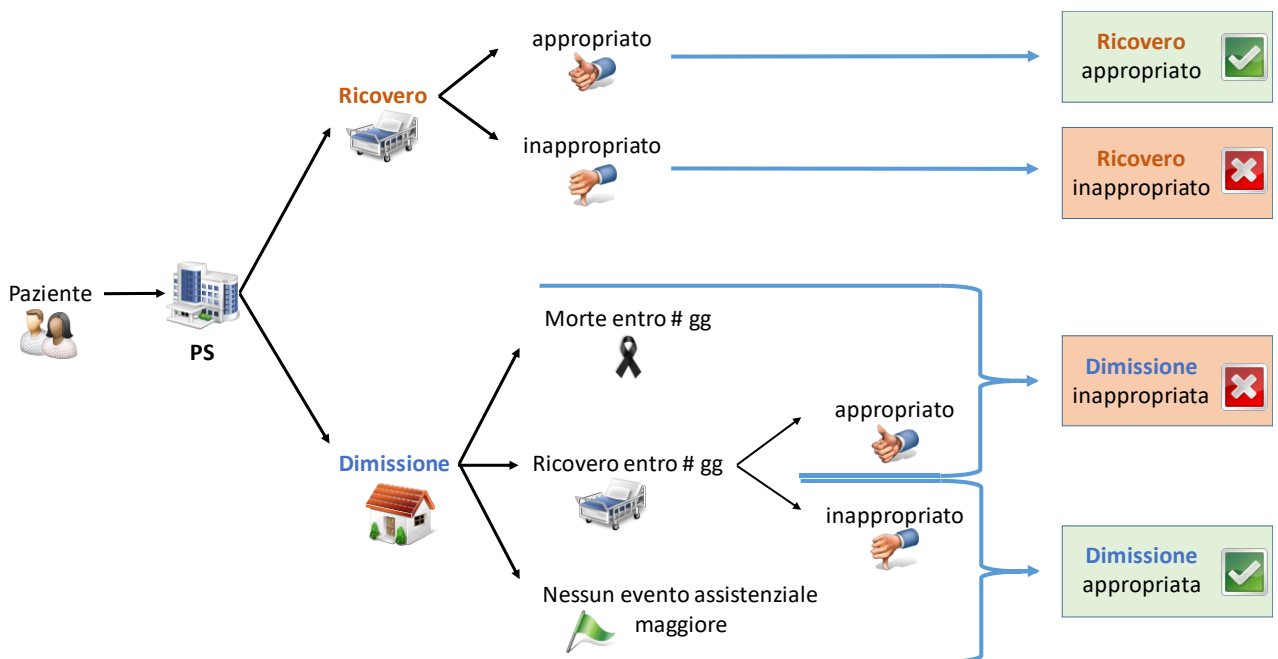 appropriato
Ricovero
appropriato
Ricovero
inappropriato
Ricovero
inappropriato
Paziente
PS
Morte entro # gg
Dimissione
inappropriata
appropriato
Dimissione
Ricovero entro # gg
inappropriato
Dimissione
appropriata
Nessun evento assistenziale
maggiore